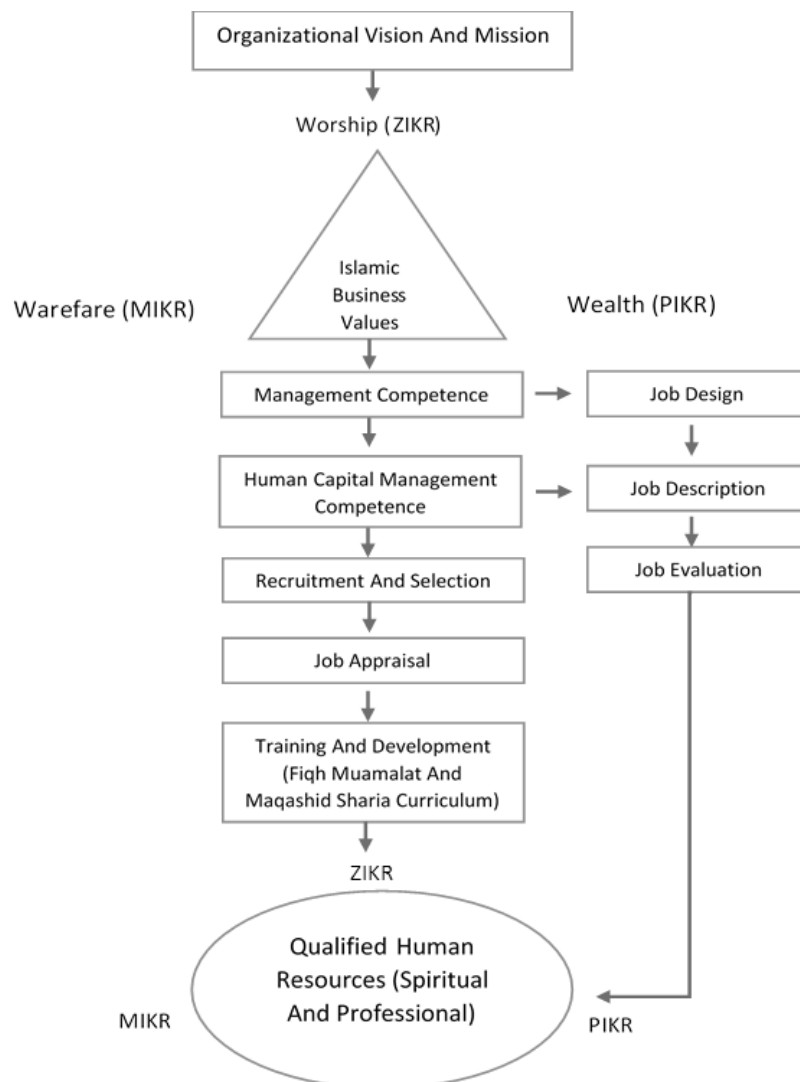 Organizational Vision And Mission
Worship (ZIKR)
Islamic
Business
Values
Warefare (MIKR)
Wealth (PIKR)
Management Competence
Job Design
Human Capital Management
Competence
Job Description
Recruitment And Selection
Job Evaluation
Job Appraisal
Training And Development
(Fiqh Muamalat And
Maqashid Sharia Curriculum)
ZIKR
Qualified Human
Resources (Spiritual
And Professional)
MIKR
PIKR